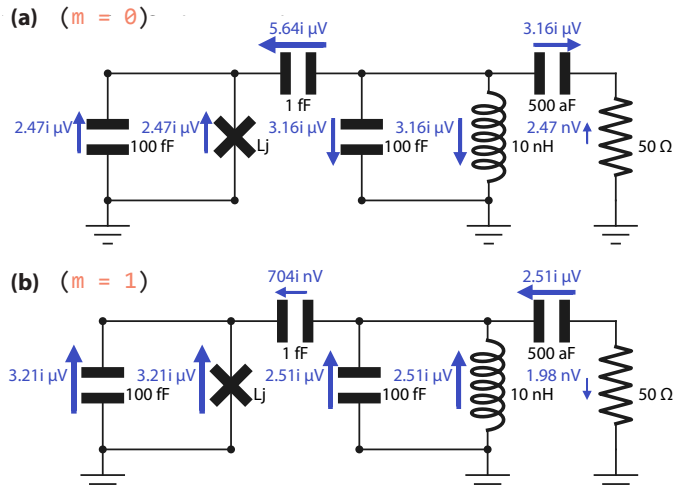 (a) (m = 0)
5.64i μV
3.16i μV
1 fF
500 aF
2.47i μV
2.47i μV
3.16i μV
3.16i μV
2.47 nV
100 fF
Lj
100 fF
10 nH
50 Ω
(b) (m = 1)
704i nV
2.51i μV
1 fF
500 aF
3.21i μV
3.21i μV
2.51i μV
2.51i μV
1.98 nV
100 fF
Lj
100 fF
10 nH
50 Ω